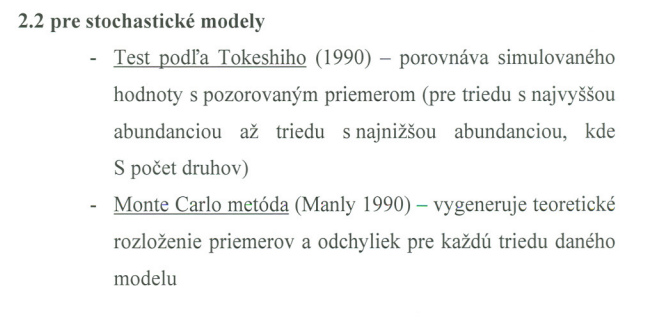 2.2 pre stochastické modely
- Test podľa Tokeshiho (1990) – porovnáva simulovaného
hodnoty s pozorovaným priemerom (pre triedu s najvyššou
abundanciou až triedu s najnižšou abundanciou, kde
S počet druhov)
- Monte Carlo metóda (Manly 1990) – vygeneruje teoretické
rozloženie priemerov a odchyliek pre každú triedu daného
modelu